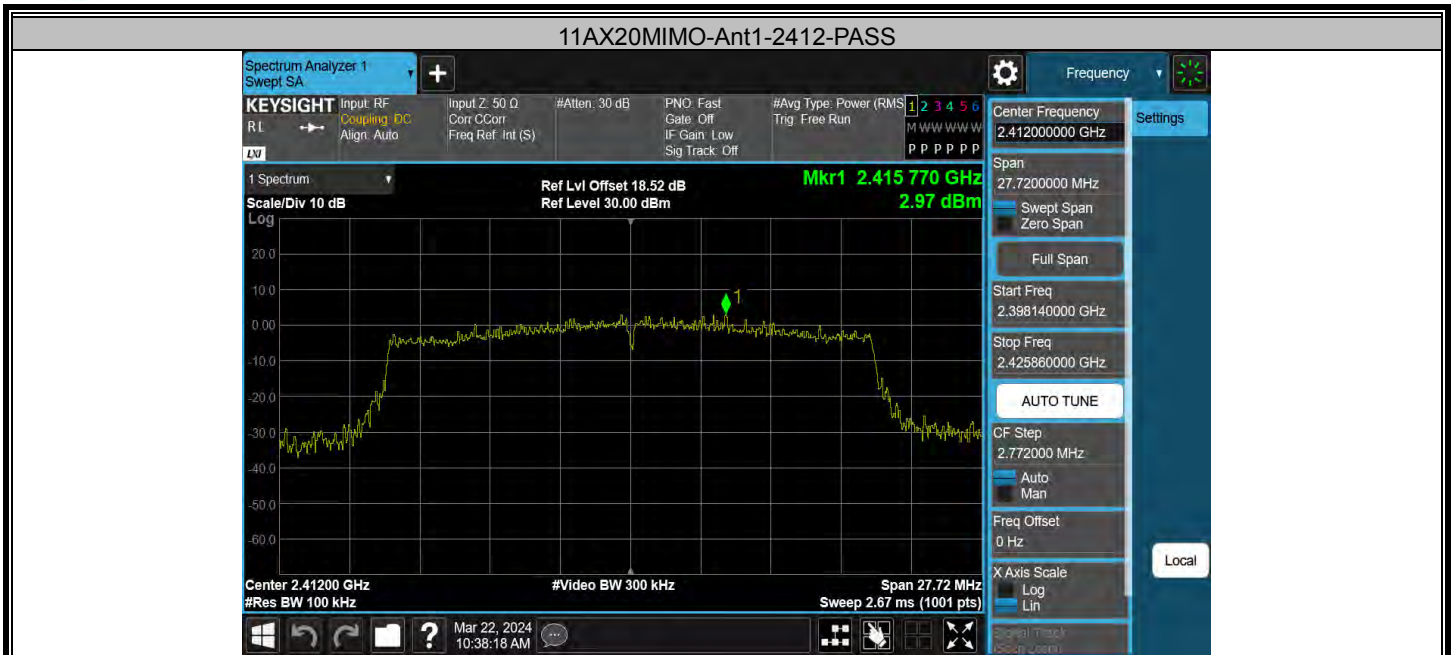 11AX20MIMO-Ant1-2412-PASS
Spectrum Analyzer 1
Swept SA
Frequency
KEYSIGHT
RL
LXI
Input: RF
Coupling: DC
Align: Auto
Input Z: 50 Ω
Corr CCorr
Freq Ref: Int (S)
#Atten: 30 dB
PNO: Fast
Gate: Off
IF Gain: Low
Sig Track: Off
#Avg Type: Power (RMS
Trig: Free Run
1 2 3 4 5 6
M W W W W W
P P P P P P
1 Spectrum
Scale/Div 10 dB
Log
Ref Lvl Offset 18.52 dB
Ref Level 30.00 dBm
Mkr1 2.415 770 GHz
2.97 dBm
20.0
10.0
0.00
-10.0
-20.0
-30.0
-40.0
-50.0
-60.0
1
Center 2.41200 GHz
#Res BW 100 kHz
#Video BW 300 kHz
Span 27.72 MHz
Sweep 2.67 ms (1001 pts)
Center Frequency
2.412000000 GHz
Span
27.7200000 MHz
Swept Span
Zero Span
Full Span
Start Freq
2.398140000 GHz
Stop Freq
2.425860000 GHz
AUTO TUNE
CF Step
2.772000 MHz
Auto
Man
Freq Offset
0 Hz
X Axis Scale
Log
Lin
Settings
Local
?
Mar 22, 2024
10:38:18 AM